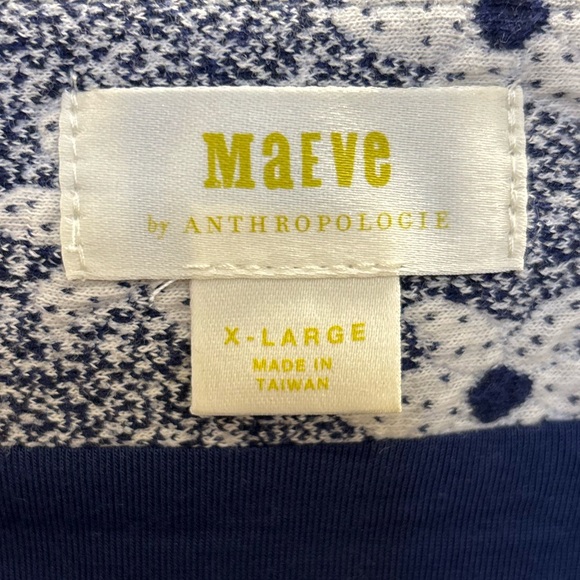 MaEVe
by ANTHROPOLOGIE
X-LARGE
MADE IN
TAIWAN